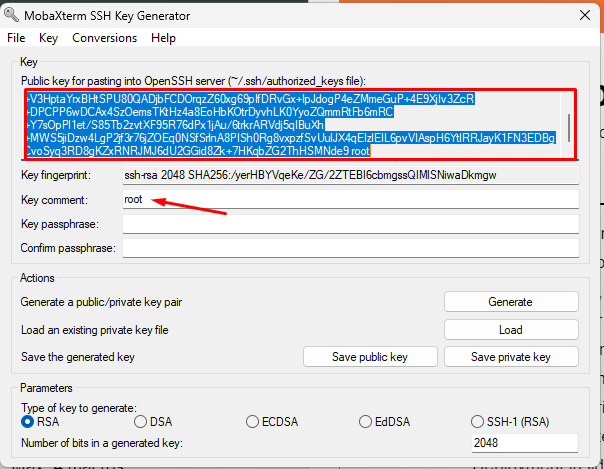 MobaXterm SSH Key Generator
File Key Conversions Help
Key
Public key for pasting into OpenSSH server (~/.ssh/authorized_keys file):
+V3HptaYrxBHtSPU80QADjbFCDOrqzZ60xg69pIfDRvGx+lpJdogP4eZMmeGuP+4E9Xjlv3ZcR
+DPCPP6wDCAx4SzOemsTKtHz4a8EoHbKOtrDyvhLK0YyoZQmmRtFb6mRC
+Y7sOpPl1et/S85Tb2zvtXF95R76dPx1jAu/6trkrARVdj5qIBuXh
+MWS5jiDzw4LgP2jf3r76jZOEq0NSfSrlnA8PISh0Rg8vxpzfSvUuIJX4qEIzIEIL6pvVIAspH6YtIRRJayK1FN3EDBg
CvoSyq3RD8gKZxRNRJMJ6dU2GGid8Zk+7HKqbZG2ThHSMNde9 root
Key fingerprint: ssh-rsa 2048 SHA256:/yerHBYVqeKe/ZG/2ZTEBI6cbmgssQIMlSNiwaDkmgw
Key comment: root
Key passphrase:
Confirm passphrase:
Actions
Generate a public/private key pair Generate
Load an existing private key file Load
Save the generated key Save public key Save private key
Parameters
Type of key to generate:
RSA DSA ECDSA EdDSA SSH-1 (RSA)
Number of bits in a generated key: 2048